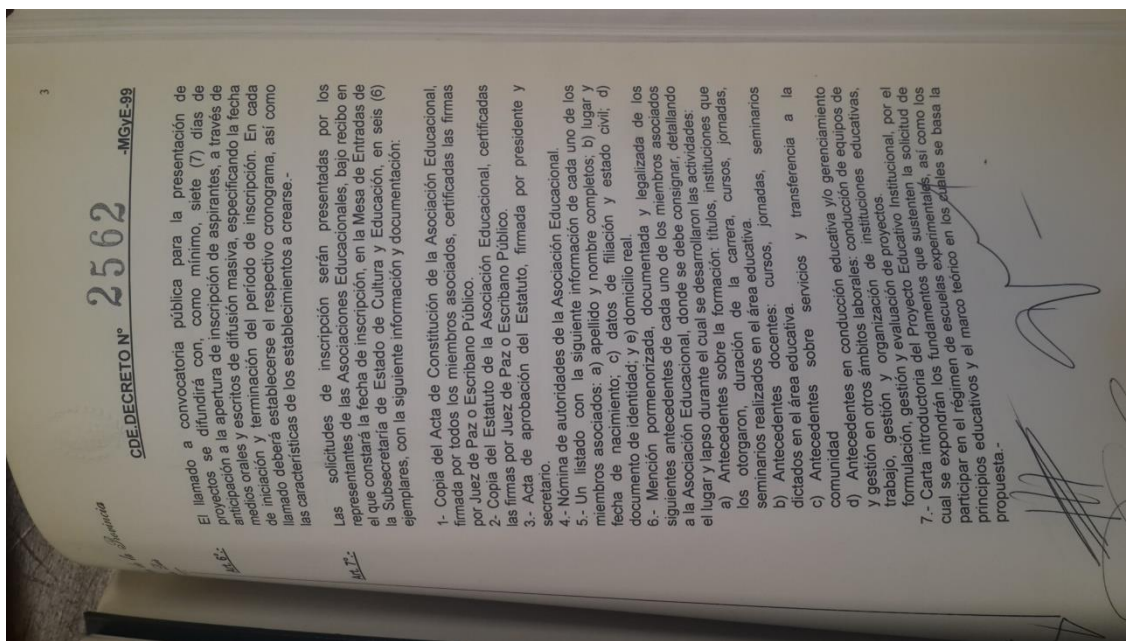 3
de la Provincia
CDE.DECRETO N° 2562 -MGyE-99
Art. 6°.-
El llamado a convocatoria pública para la presentación de
proyectos se difundirá con, como mínimo, siete (7) días de
anticipación a la apertura de inscripción de aspirantes, a través de
medios orales y escritos de difusión masiva, especificando la fecha
de iniciación y terminación del periodo de inscripción. En cada
llamado deberá establecerse el respectivo cronograma, así como
las características de los establecimientos a crearse.-
Art. 7°.-
Las solicitudes de inscripción serán presentadas por los
representantes de las Asociaciones Educacionales, bajo recibo en
el que constará la fecha de inscripción, en la Mesa de Entradas de
la Subsecretaría de Estado de Cultura y Educación, en seis (6)
ejemplares, con la siguiente información y documentación:
1- Copia del Acta de Constitución de la Asociación Educacional,
firmada por todos los miembros asociados, certificadas las firmas
por Juez de Paz o Escribano Público.
2- Copia del Estatuto de la Asociación Educacional, certificadas
las firmas por Juez de Paz o Escribano Público.
3.- Acta de aprobación del Estatuto, firmada por presidente y
secretario.
4.- Nómina de autoridades de la Asociación Educacional.
5.- Un listado con la siguiente información de cada uno de los
miembros asociados: a) apellido y nombre completos; b) lugar y
fecha de nacimiento; c) datos de filiación y estado civil; d)
documento de identidad; y e) domicilio real.
6.- Mención pormenorizada, documentada y legalizada de los
siguientes antecedentes de cada uno de los miembros asociados
a la Asociación Educacional, donde se debe consignar, detallando
el lugar y lapso durante el cual se desarrollaron las actividades:
a) Antecedentes sobre la formación: títulos, instituciones que
los otorgaron, duración de la carrera, cursos, jornadas,
seminarios realizados en el área educativa.
b) Antecedentes docentes: cursos, jornadas, seminarios
dictados en el área educativa.
c) Antecedentes sobre servicios y transferencia a la
comunidad
d) Antecedentes en conducción educativa y/o gerenciamiento
y gestión en otros ámbitos laborales: conducción de equipos de
trabajo, gestión y organización de instituciones educativas,
formulación, gestión y evaluación de proyectos.
7.- Carta introductoria del Proyecto Educativo Institucional, por el
cual se expondrán los fundamentos que sustenten la solicitud de
participar en el régimen de escuelas experimentales, así como los
principios educativos y el marco teórico en los cuales se basa la
propuesta.-